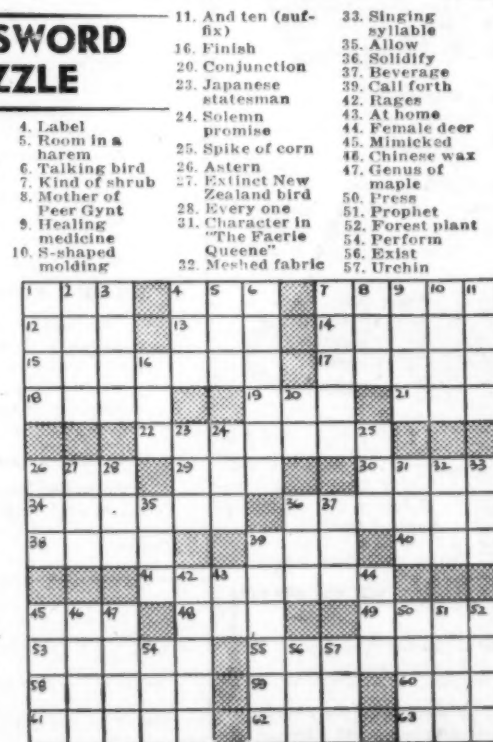 SWORD
ZZLE
4. Label
5. Room in a
harem
6. Talking bird
7. Kind of shrub
8. Mother of
Peer Gynt
9. Healing
medicine
10. S-shaped
molding
11. And ten (suf-
fix)
16. Finish
20. Conjunction
23. Japanese
statesman
24. Solemn
promise
25. Spike of corn
26. Astern
27. Extinct New
Zealand bird
28. Every one
31. Character in
"The Faerie
Queene"
32. Meshed fabric
33. Singing
syllable
35. Allow
36. Solidify
37. Beverage
39. Call forth
42. Rages
43. At home
44. Female deer
45. Mimicked
46. Chinese wax
47. Genus of
maple
50. Press
51. Prophet
52. Forest plant
54. Perform
56. Exist
57. Urchin
1 2 3 4 5 6 7 8 9 10 11
12 13 14
15 16 17
18 19 20 21
22 23 24 25
26 27 28 29 30 31 32 33
34 35 36 37
38 39 40
41 42 43 44
45 46 47 48 49 50 51 52
53 54 55 56 57
58 59 60
61 62 63